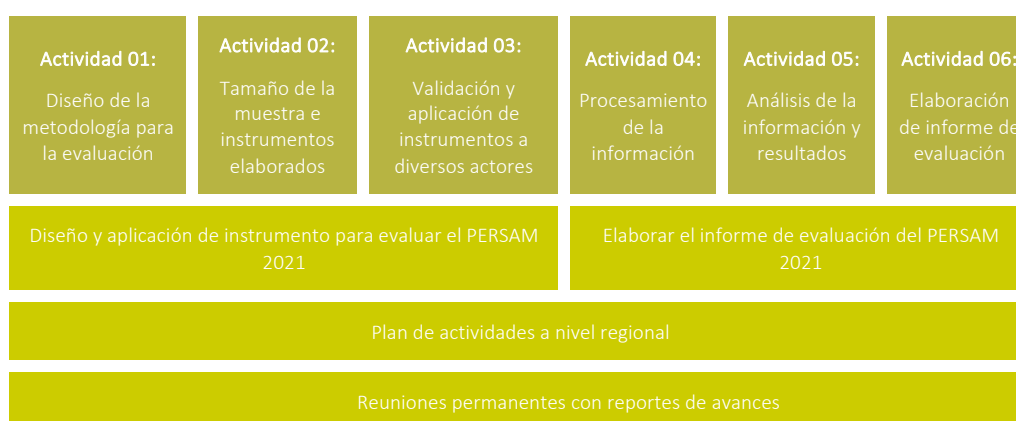 Actividad 01:
Diseño de la
metodología para
la evaluación
Actividad 02:
Tamaño de la
muestra e
instrumentos
elaborados
Actividad 03:
Validación y
aplicación de
instrumentos a
diversos actores
Actividad 04:
Procesamiento
de la
información
Actividad 05:
Análisis de la
información y
resultados
Actividad 06:
Elaboración
de informe de
evaluación
Diseño y aplicación de instrumento para evaluar el PERSAM
2021
Elaborar el informe de evaluación del PERSAM
2021
Plan de actividades a nivel regional
Reuniones permanentes con reportes de avances